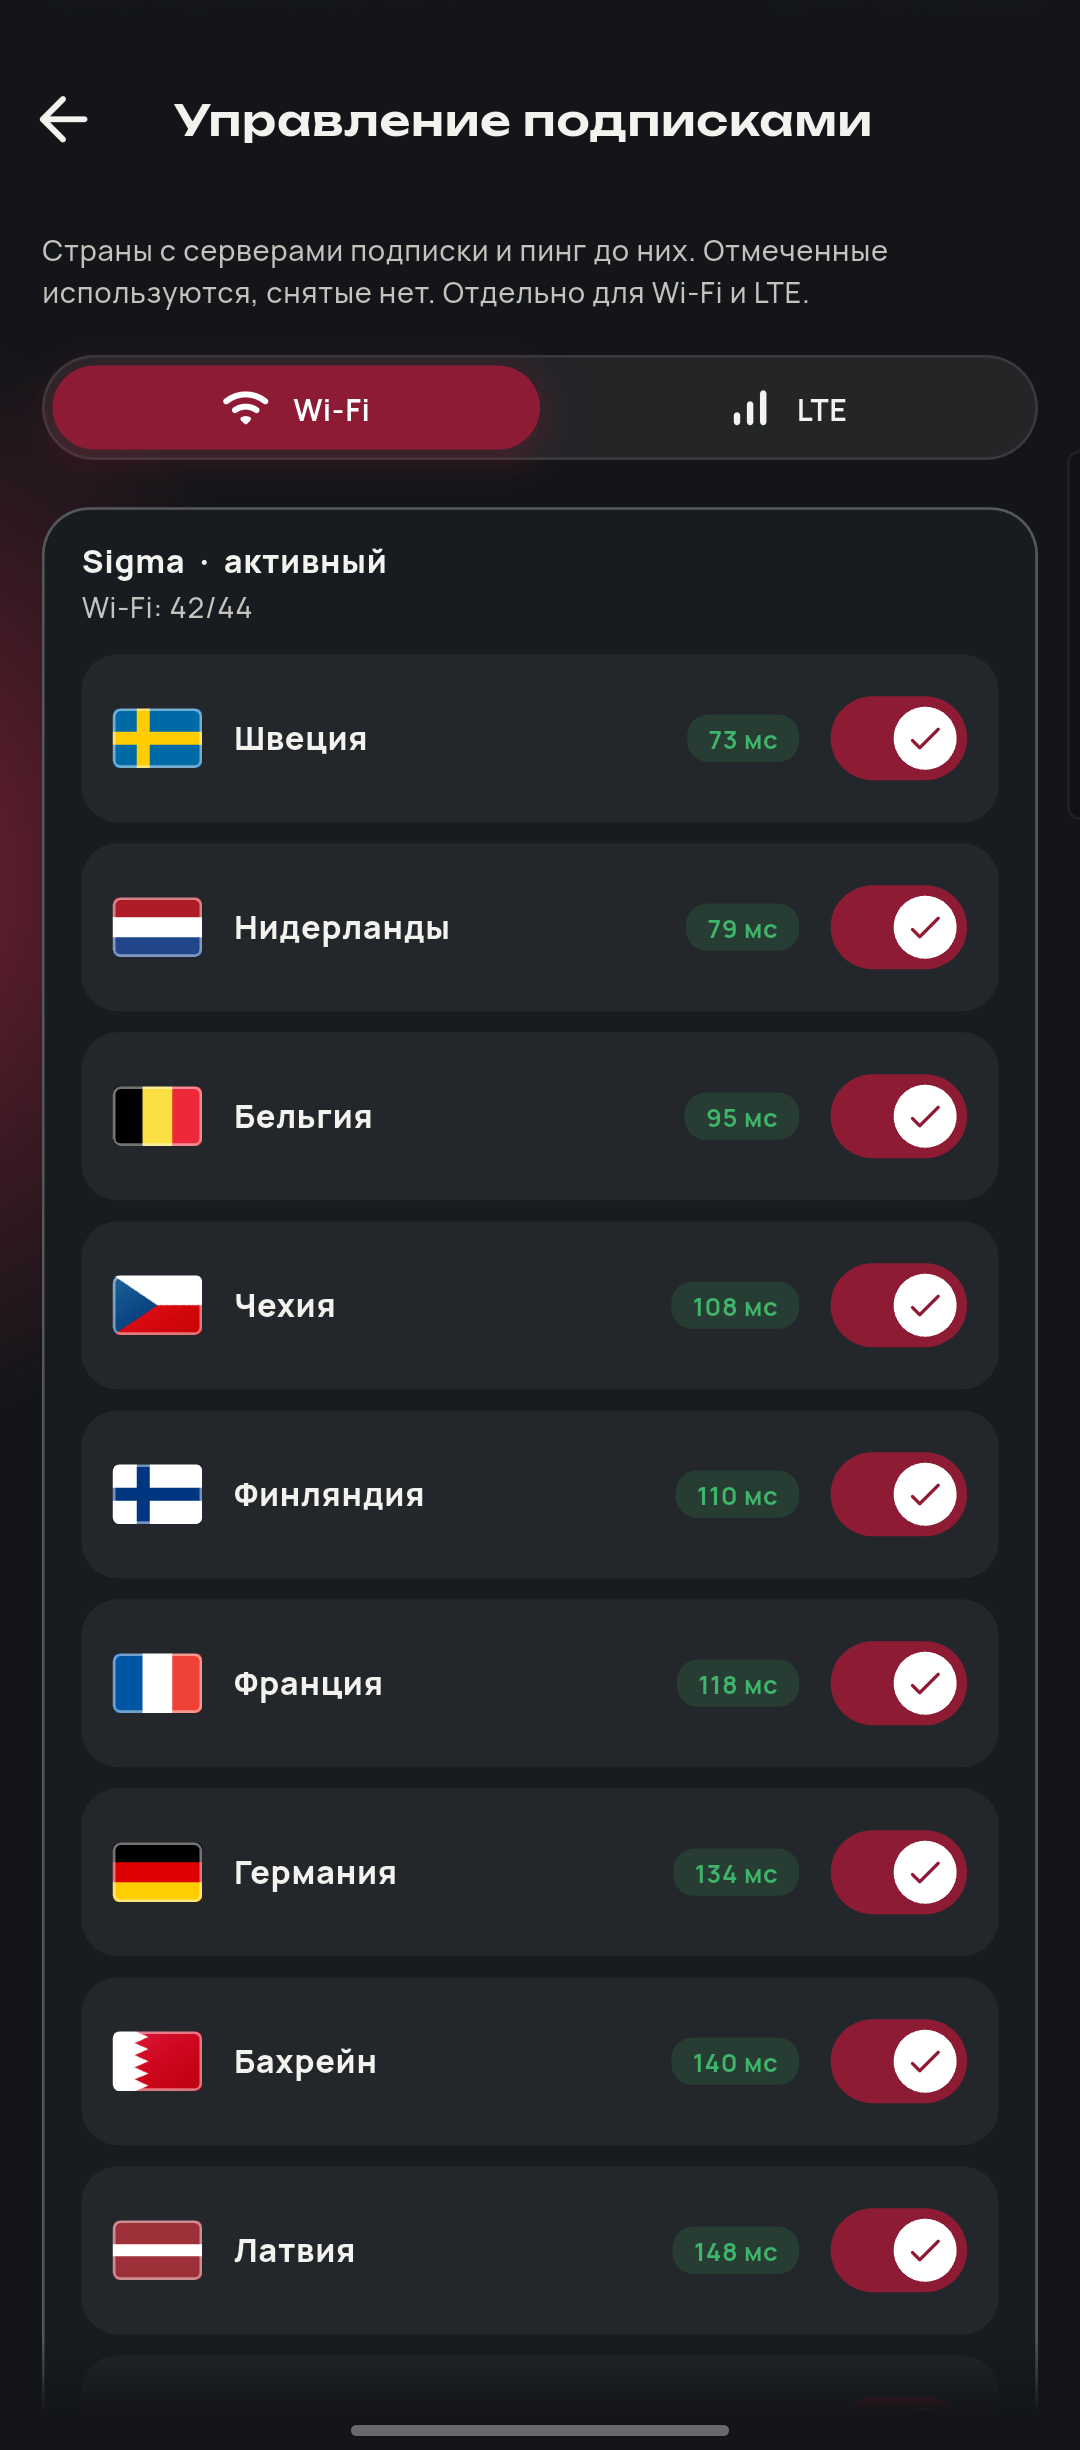 Управление подписками
Страны с серверами подписки и пинг до них. Отмеченные
используются, снятые нет. Отдельно для Wi-Fi и LTE.
Wi-Fi
LTE
Sigma · активный
Wi-Fi: 42/44
Швеция 73 мс
Нидерланды 79 мс
Бельгия 95 мс
Чехия 108 мс
Финляндия 110 мс
Франция 118 мс
Германия 134 мс
Бахрейн 140 мс
Латвия 148 мс